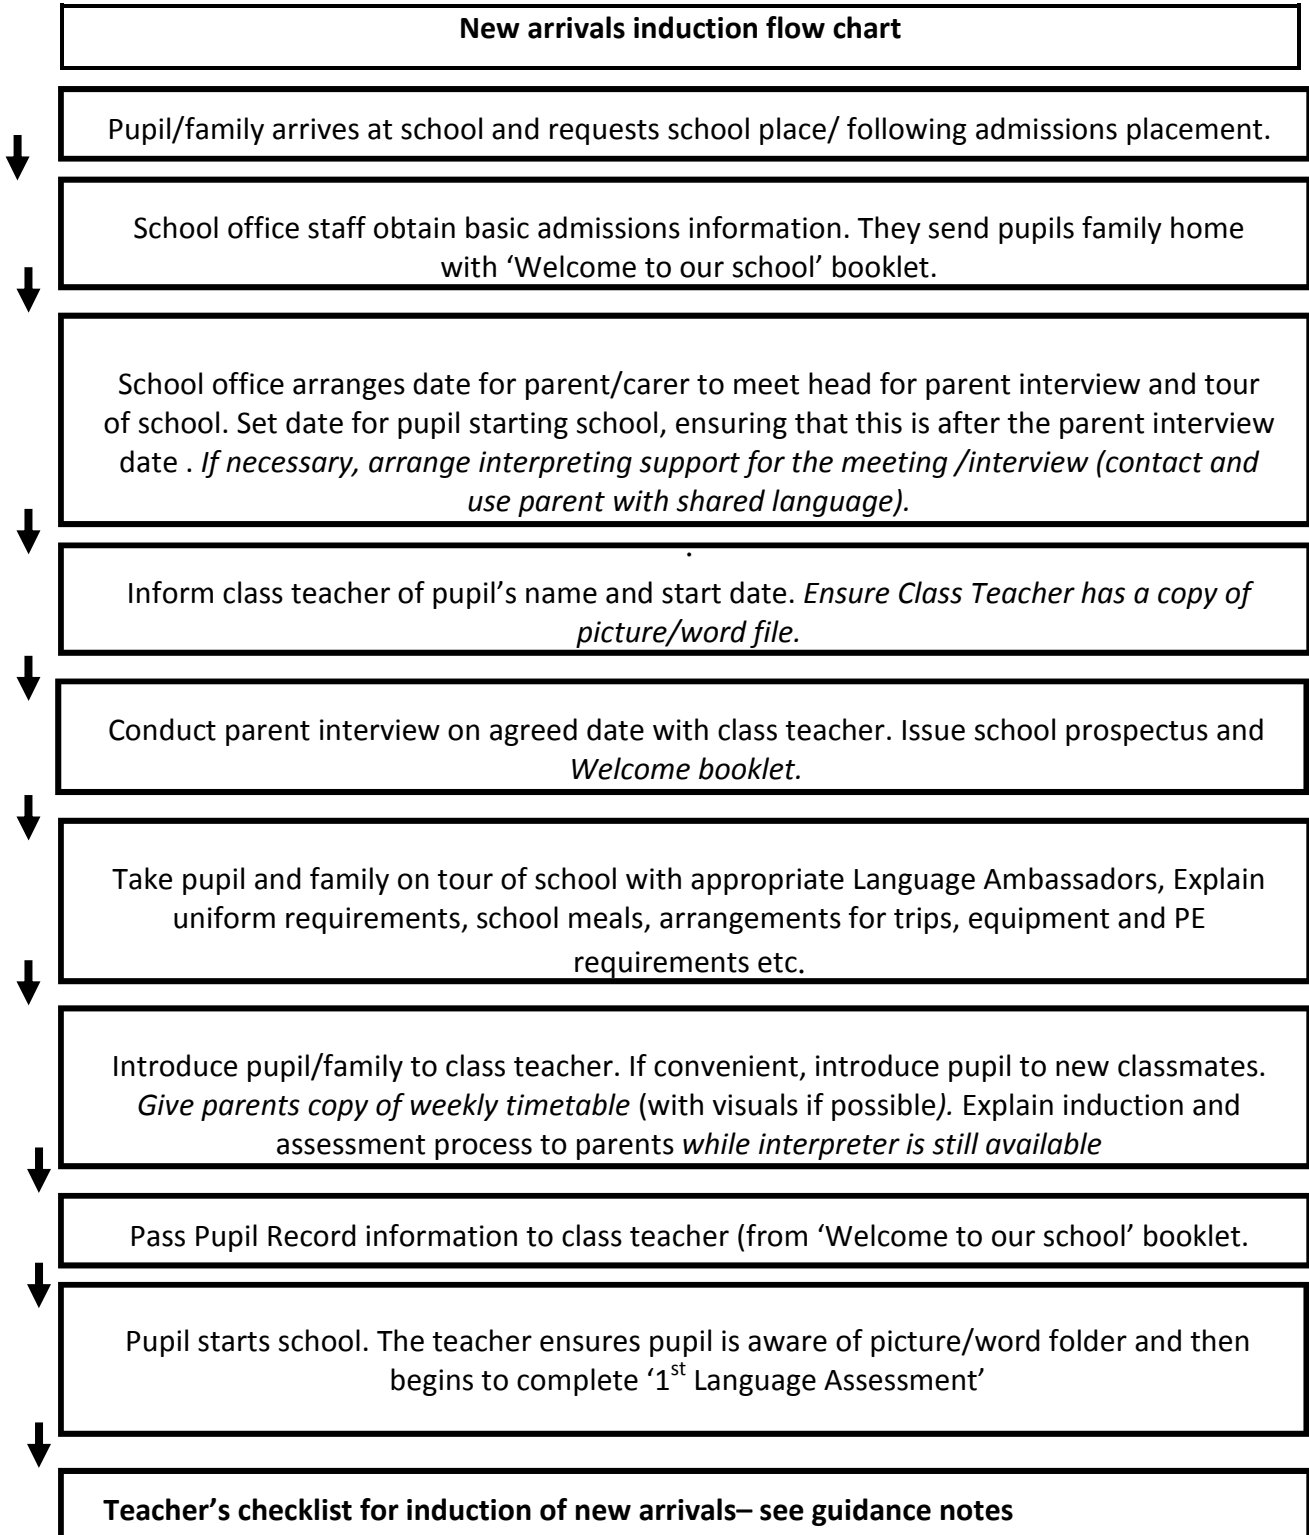 New arrivals induction flow chart
Pupil/family arrives at school and requests school place/ following admissions placement.
School office staff obtain basic admissions information. They send pupils family home
with ‘Welcome to our school’ booklet.
School office arranges date for parent/carer to meet head for parent interview and tour
of school. Set date for pupil starting school, ensuring that this is after the parent interview
date . If necessary, arrange interpreting support for the meeting /interview (contact and
use parent with shared language).
.
Inform class teacher of pupil’s name and start date. Ensure Class Teacher has a copy of
picture/word file.
Conduct parent interview on agreed date with class teacher. Issue school prospectus and
Welcome booklet.
Take pupil and family on tour of school with appropriate Language Ambassadors, Explain
uniform requirements, school meals, arrangements for trips, equipment and PE
requirements etc.
Introduce pupil/family to class teacher. If convenient, introduce pupil to new classmates.
Give parents copy of weekly timetable (with visuals if possible). Explain induction and
assessment process to parents while interpreter is still available
Pass Pupil Record information to class teacher (from ‘Welcome to our school’ booklet.
Pupil starts school. The teacher ensures pupil is aware of picture/word folder and then
begins to complete ‘1st Language Assessment’
Teacher’s checklist for induction of new arrivals– see guidance notes